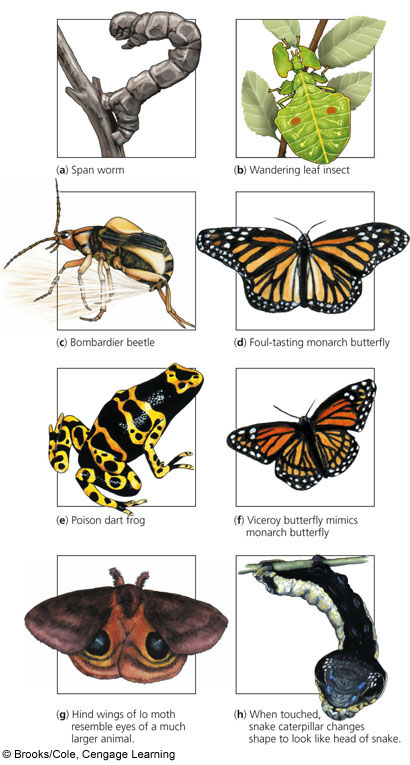 (a) Span worm
(b) Wandering leaf insect
(c) Bombardier beetle
(d) Foul-tasting monarch butterfly
(e) Poison dart frog
(f) Viceroy butterfly mimics
monarch butterfly
(g) Hind wings of Io moth
resemble eyes of a much
larger animal.
(h) When touched,
snake caterpillar changes
shape to look like head of snake.
© Brooks/Cole, Cengage Learning